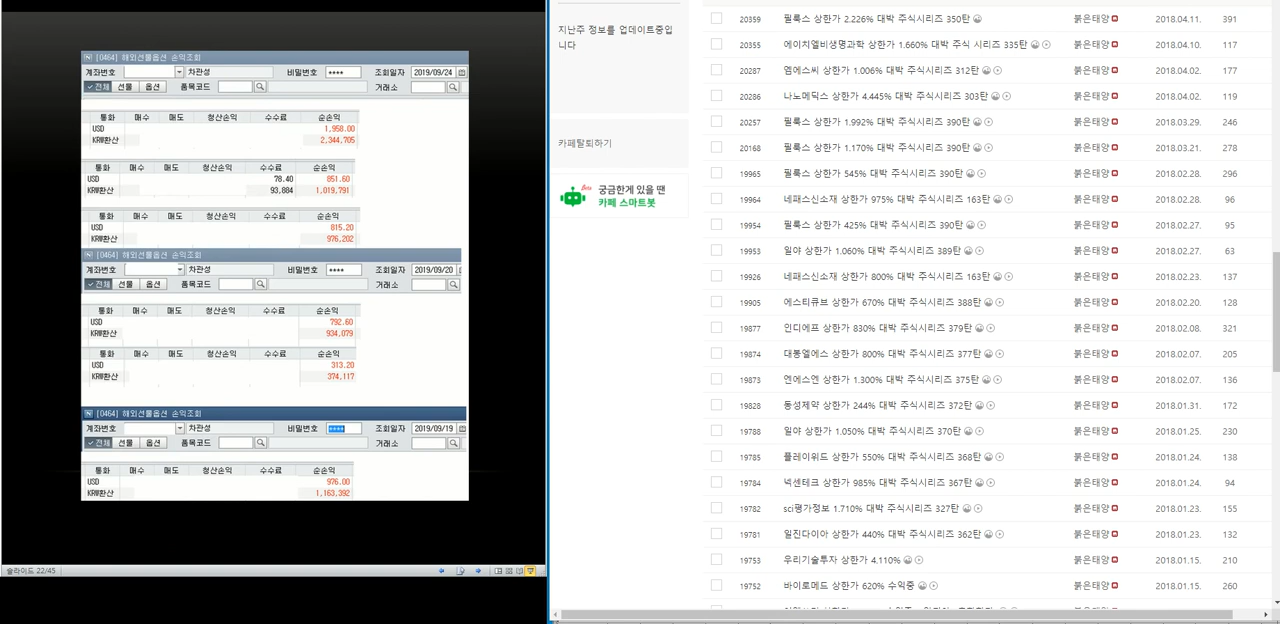 [0464] 해외선물옵션 손익조회
계좌번호 차관성 비밀번호 **** 조회일자 2019/09/24
전체 선물 옵션 품목코드 거래소
통화 매수 매도 청산손익 수수료 순손익
USD 1,958.00
KRW환산 2,344,705
통화 매수 매도 청산손익 수수료 순손익
USD 78.40 851.60
KRW환산 93,884 1,019,791
통화 매수 매도 청산손익 수수료 순손익
USD 815.20
KRW환산 976,202
[0464] 해외선물옵션 손익조회
계좌번호 차관성 비밀번호 **** 조회일자 2019/09/20
전체 선물 옵션 품목코드 거래소
통화 매수 매도 청산손익 수수료 순손익
USD 792.60
KRW환산 934,079
통화 매수 매도 청산손익 수수료 순손익
USD 313.20
KRW환산 374,117
[0464] 해외선물옵션 손익조회
계좌번호 차관성 비밀번호 **** 조회일자 2019/09/19
전체 선물 옵션 품목코드 거래소
통화 매수 매도 청산손익 수수료 순손익
USD 976.00
KRW환산 1,163,392
슬라이드 22/45
지난주 정보를 업데이트중입
니다
카페탈퇴하기
Beta
궁금한게 있을 땐
카페 스마트봇
20359 필룩스 상한가 2.226% 대박 주식시리즈 350탄 붉은태양 2018.04.11. 391
20355 에이치엘비생명과학 상한가 1.660% 대박 주식 시리즈 335탄 붉은태양 2018.04.10. 117
20287 엠에스씨 상한가 1.006% 대박 주식시리즈 312탄 붉은태양 2018.04.02. 177
20286 나노메딕스 상한가 4.445% 대박 주식시리즈 303탄 붉은태양 2018.04.02. 119
20257 필룩스 상한가 1.992% 대박 주식시리즈 390탄 붉은태양 2018.03.29. 246
20168 필룩스 상한가 1.170% 대박 주식시리즈 390탄 붉은태양 2018.03.21. 278
19965 필룩스 상한가 545% 대박 주식시리즈 390탄 붉은태양 2018.02.28. 296
19964 네패스신소재 상한가 975% 대박 주식시리즈 163탄 붉은태양 2018.02.28. 96
19954 필룩스 상한가 425% 대박 주식시리즈 390탄 붉은태양 2018.02.27. 95
19953 일야 상한가 1.060% 대박 주식시리즈 389탄 붉은태양 2018.02.27. 63
19926 네패스신소재 상한가 800% 대박 주식시리즈 163탄 붉은태양 2018.02.23. 137
19905 에스티큐브 상한가 670% 대박 주식시리즈 388탄 붉은태양 2018.02.20. 128
19877 인디에프 상한가 830% 대박 주식시리즈 379탄 붉은태양 2018.02.08. 321
19874 대동엘에스 상한가 800% 대박 주식시리즈 377탄 붉은태양 2018.02.07. 205
19873 엔에스엔 상한가 1.300% 대박 주식시리즈 375탄 붉은태양 2018.02.07. 136
19828 동성제약 상한가 244% 대박 주식시리즈 372탄 붉은태양 2018.01.31. 172
19788 일야 상한가 1.050% 대박 주식시리즈 370탄 붉은태양 2018.01.25. 230
19785 플레이위드 상한가 550% 대박 주식시리즈 368탄 붉은태양 2018.01.24. 138
19784 넥센테크 상한가 985% 대박 주식시리즈 367탄 붉은태양 2018.01.24. 94
19782 sci평가정보 1.710% 대박 주식시리즈 327탄 붉은태양 2018.01.23. 155
19781 일진다이아 상한가 440% 대박 주식시리즈 362탄 붉은태양 2018.01.23. 132
19753 우리기술투자 상한가 4.110% 붉은태양 2018.01.15. 210
19752 바이로메드 상한가 620% 수익중 붉은태양 2018.01.15. 260